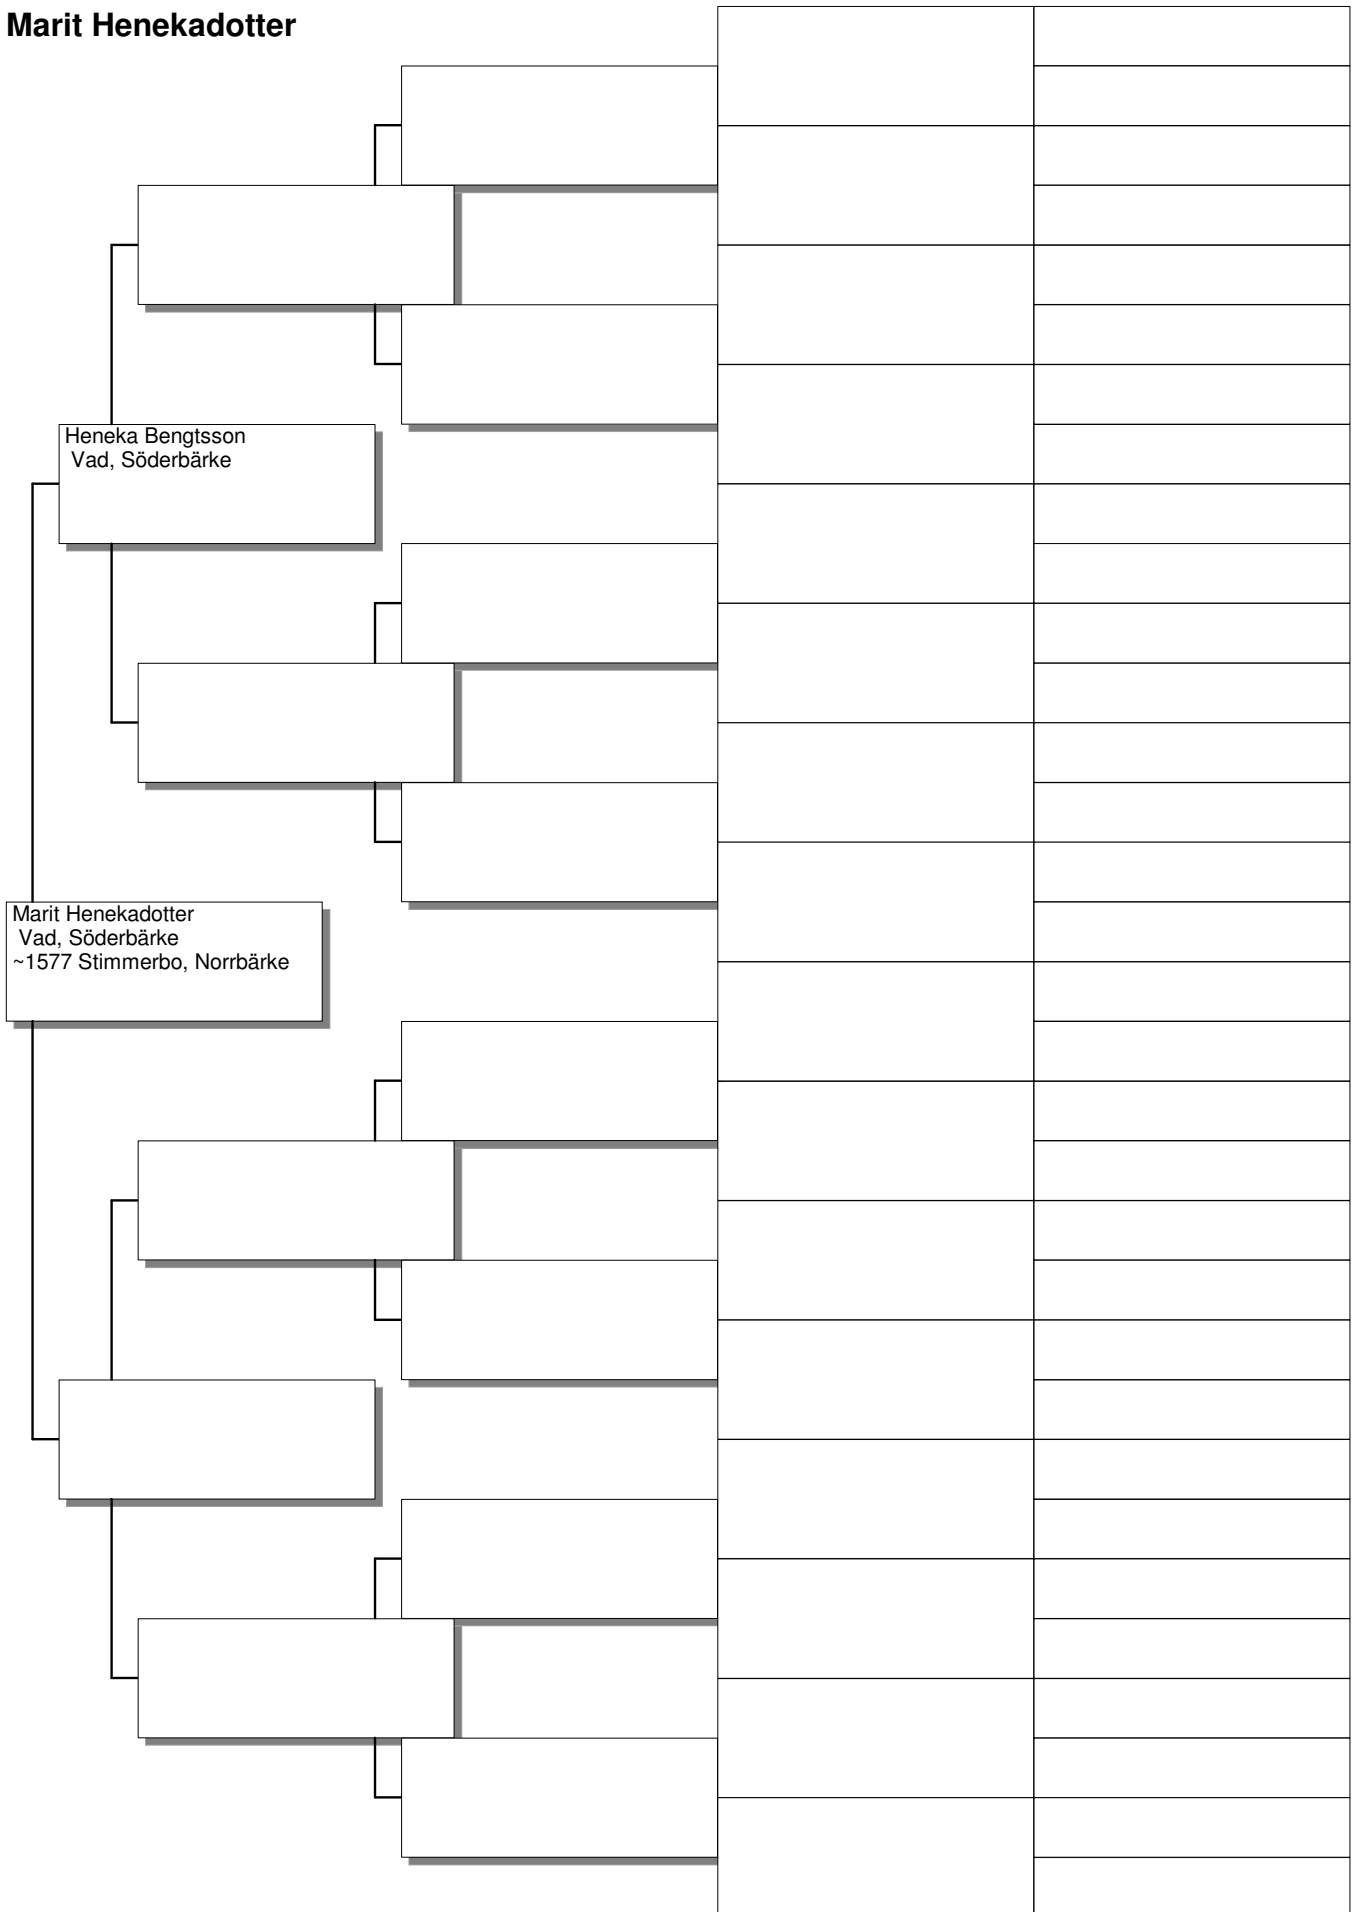 Marit Henekadotter
Heneka Bengtsson
Vad, Söderbärke
Marit Henekadotter
Vad, Söderbärke
~1577 Stimmerbo, Norrbärke